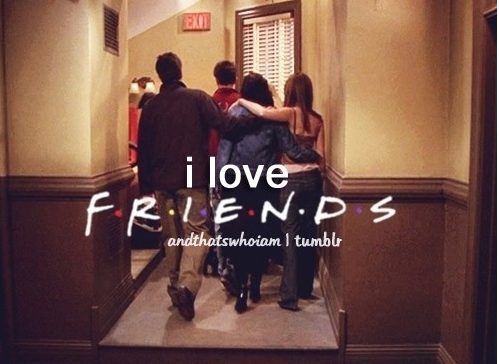 EXIT
i love
F·R·I·E·N·D·S
andthatswhoiam | tumblr